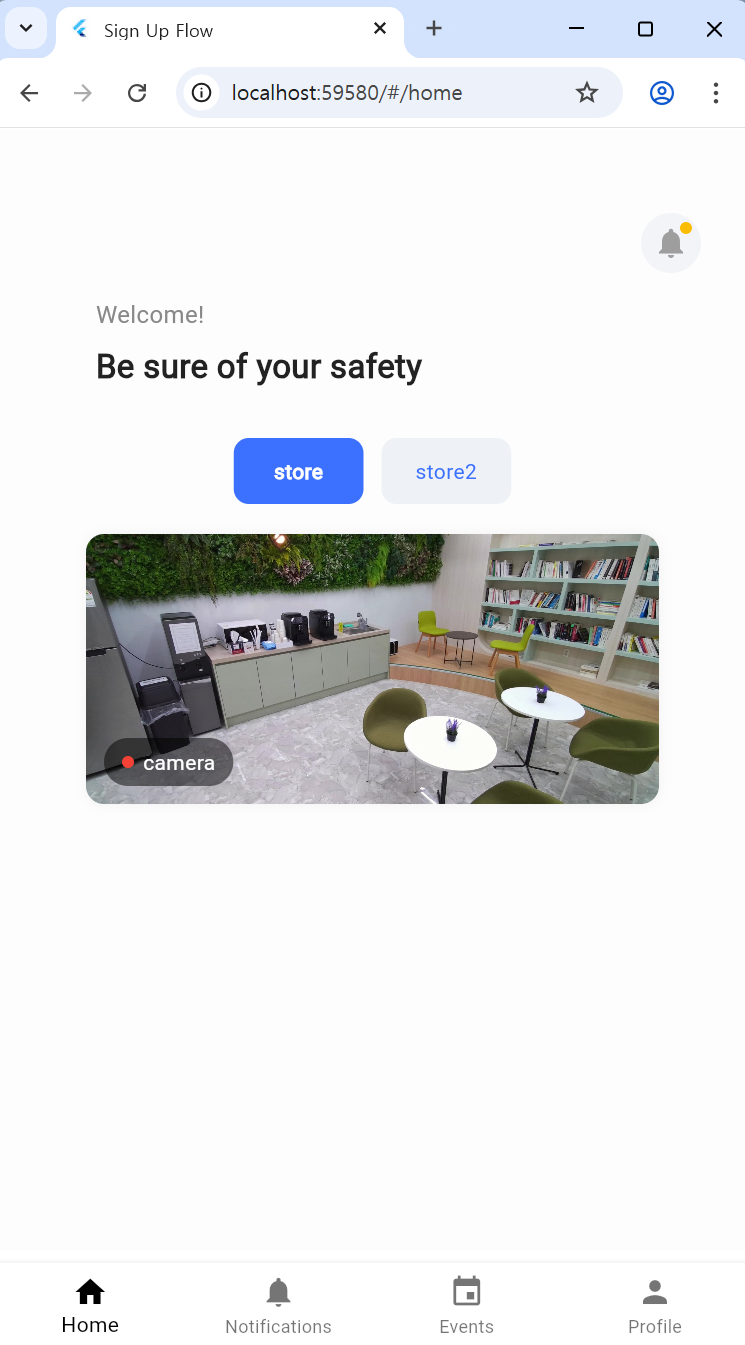 Sign Up Flow
localhost:59580/#/home
Welcome!
Be sure of your safety
store
store2
camera
Home
Notifications
Events
Profile